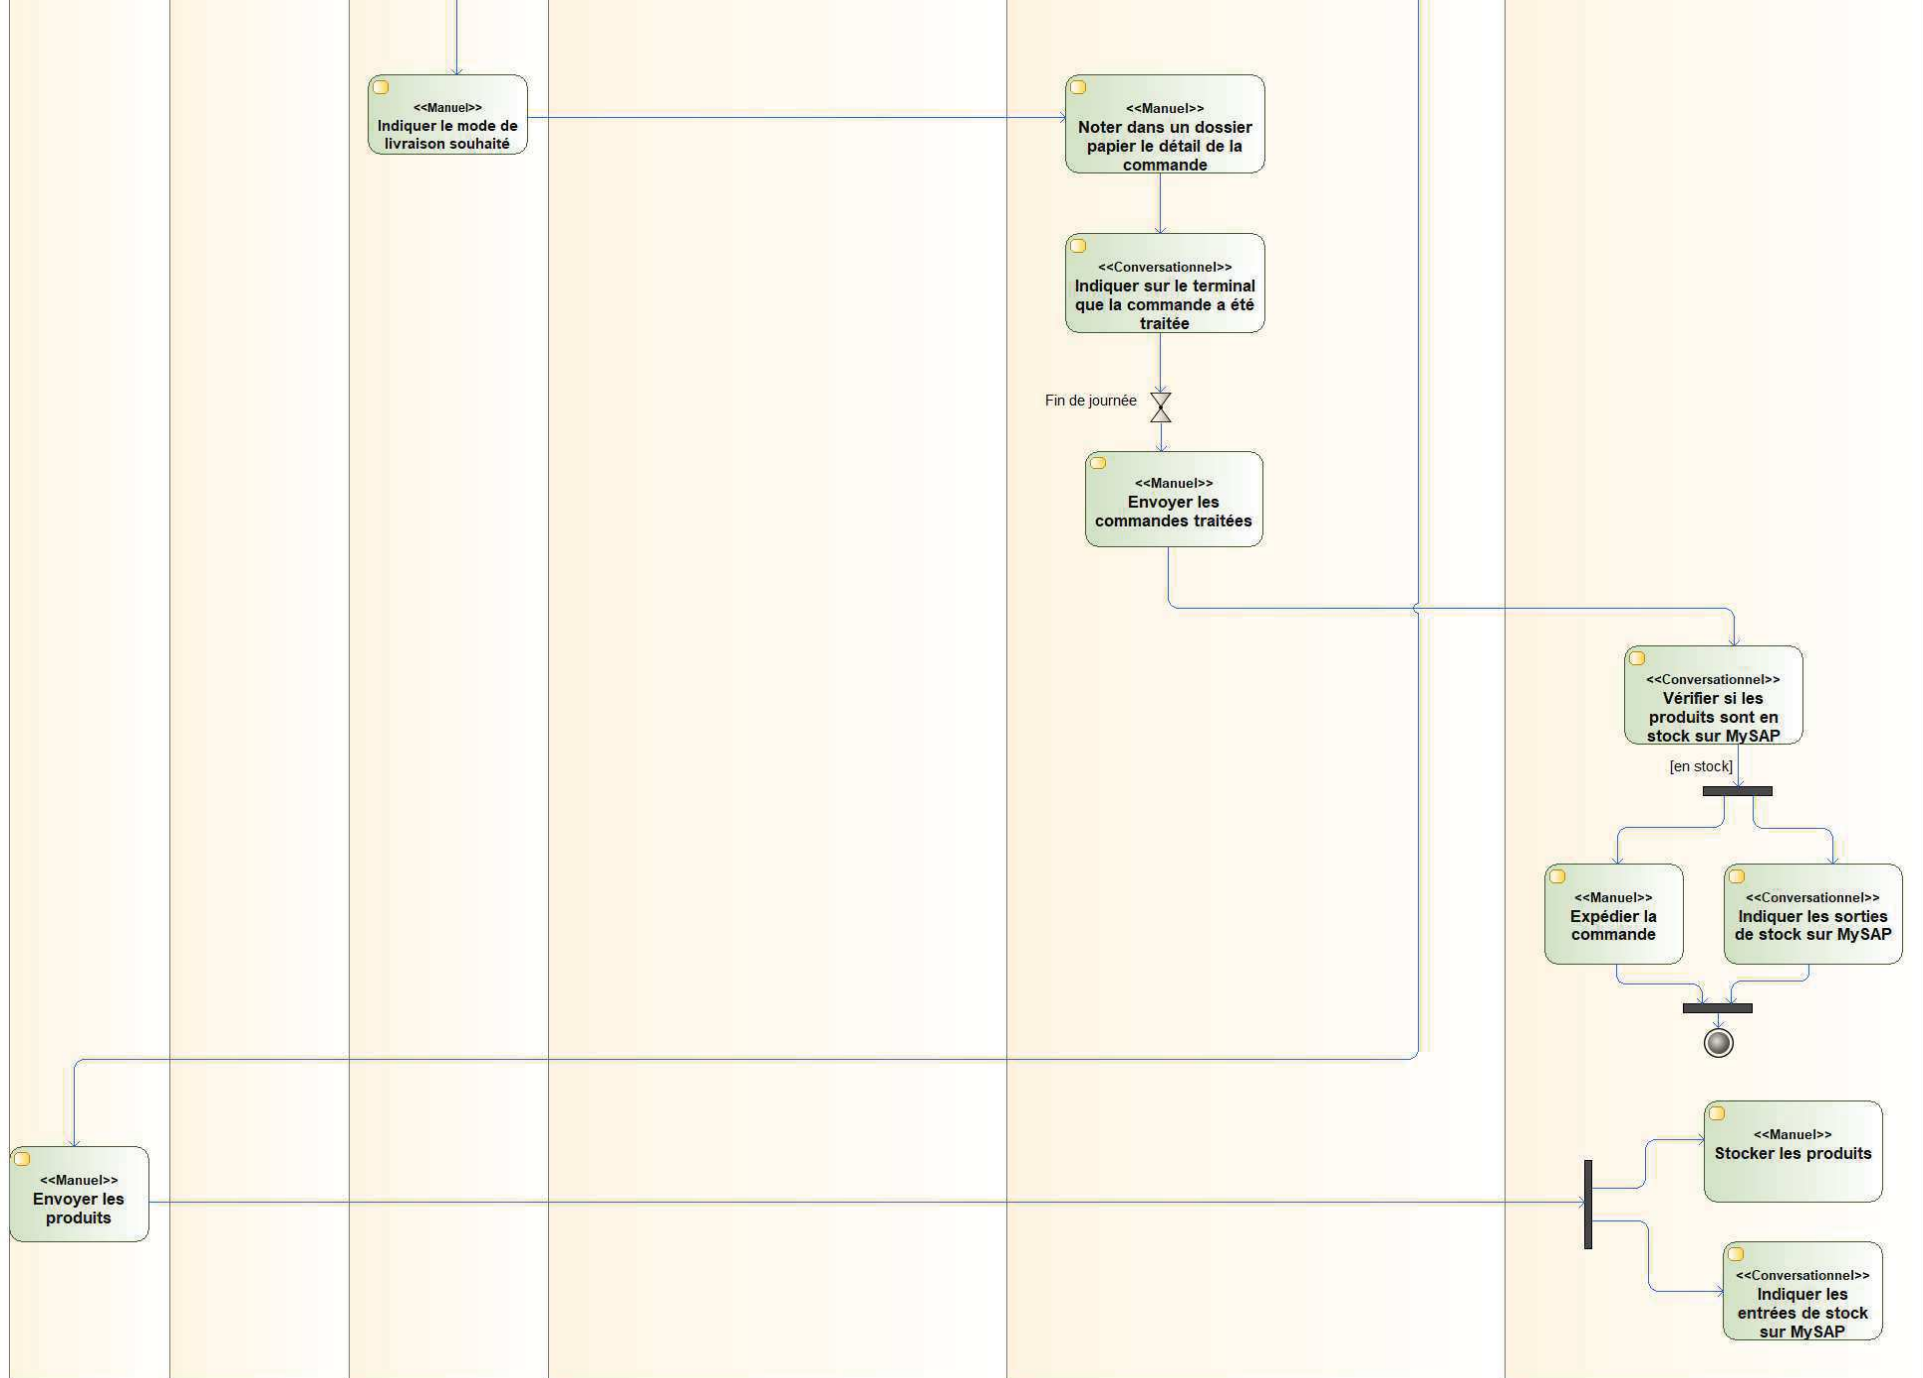 <<Manuel>>
Indiquer le mode de
livraison souhaité
<<Manuel>>
Noter dans un dossier
papier le détail de la
commande
<<Conversationnel>>
Indiquer sur le terminal
que la commande a été
traitée
Fin de journée
<<Manuel>>
Envoyer les
commandes traitées
<<Conversationnel>>
Vérifier si les
produits sont en
stock sur MySAP
[en stock]
<<Manuel>>
Expédier la
commande
<<Conversationnel>>
Indiquer les sorties
de stock sur MySAP
<<Manuel>>
Envoyer les
produits
<<Manuel>>
Stocker les produits
<<Conversationnel>>
Indiquer les
entrées de stock
sur MySAP